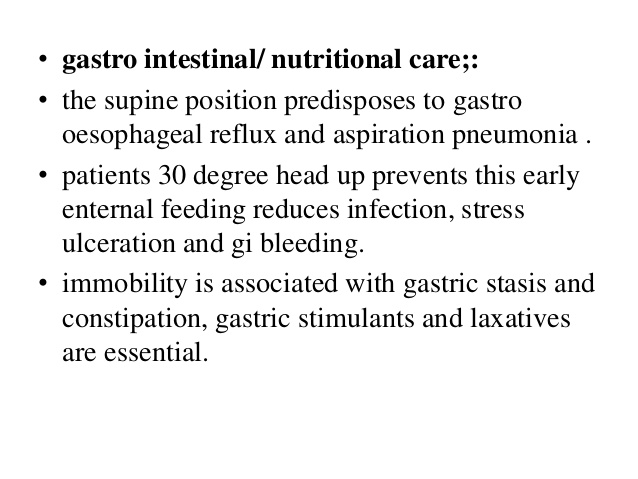 • gastro intestinal/ nutritional care;:
• the supine position predisposes to gastro
oesophageal reflux and aspiration pneumonia .
• patients 30 degree head up prevents this early
enternal feeding reduces infection, stress
ulceration and gi bleeding.
• immobility is associated with gastric stasis and
constipation, gastric stimulants and laxatives
are essential.